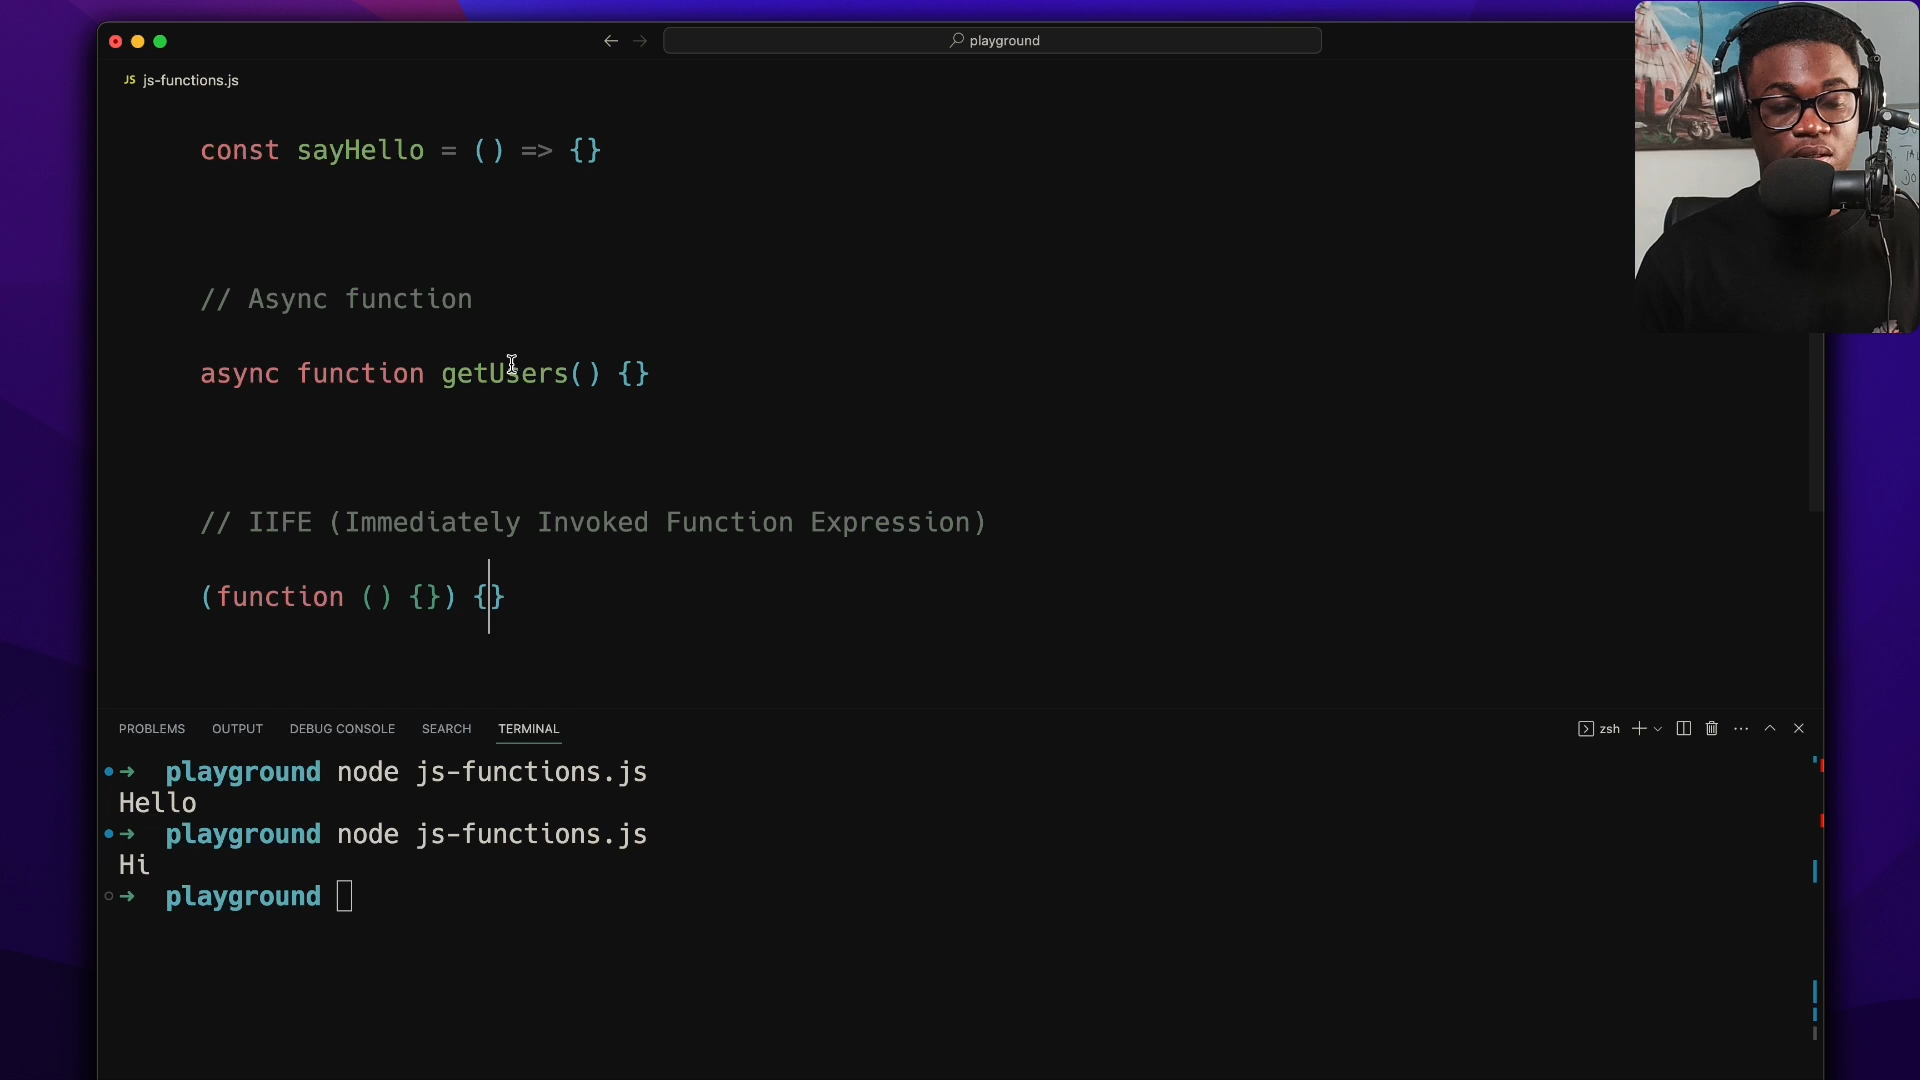 playground
JS js-functions.js
const sayHello = () => {}
// Async function
async function getUsers() {}
// IIFE (Immediately Invoked Function Expression)
(function () {}) {}
PROBLEMS OUTPUT DEBUG CONSOLE SEARCH TERMINAL zsh
➜ playground node js-functions.js
Hello
➜ playground node js-functions.js
Hi
➜ playground